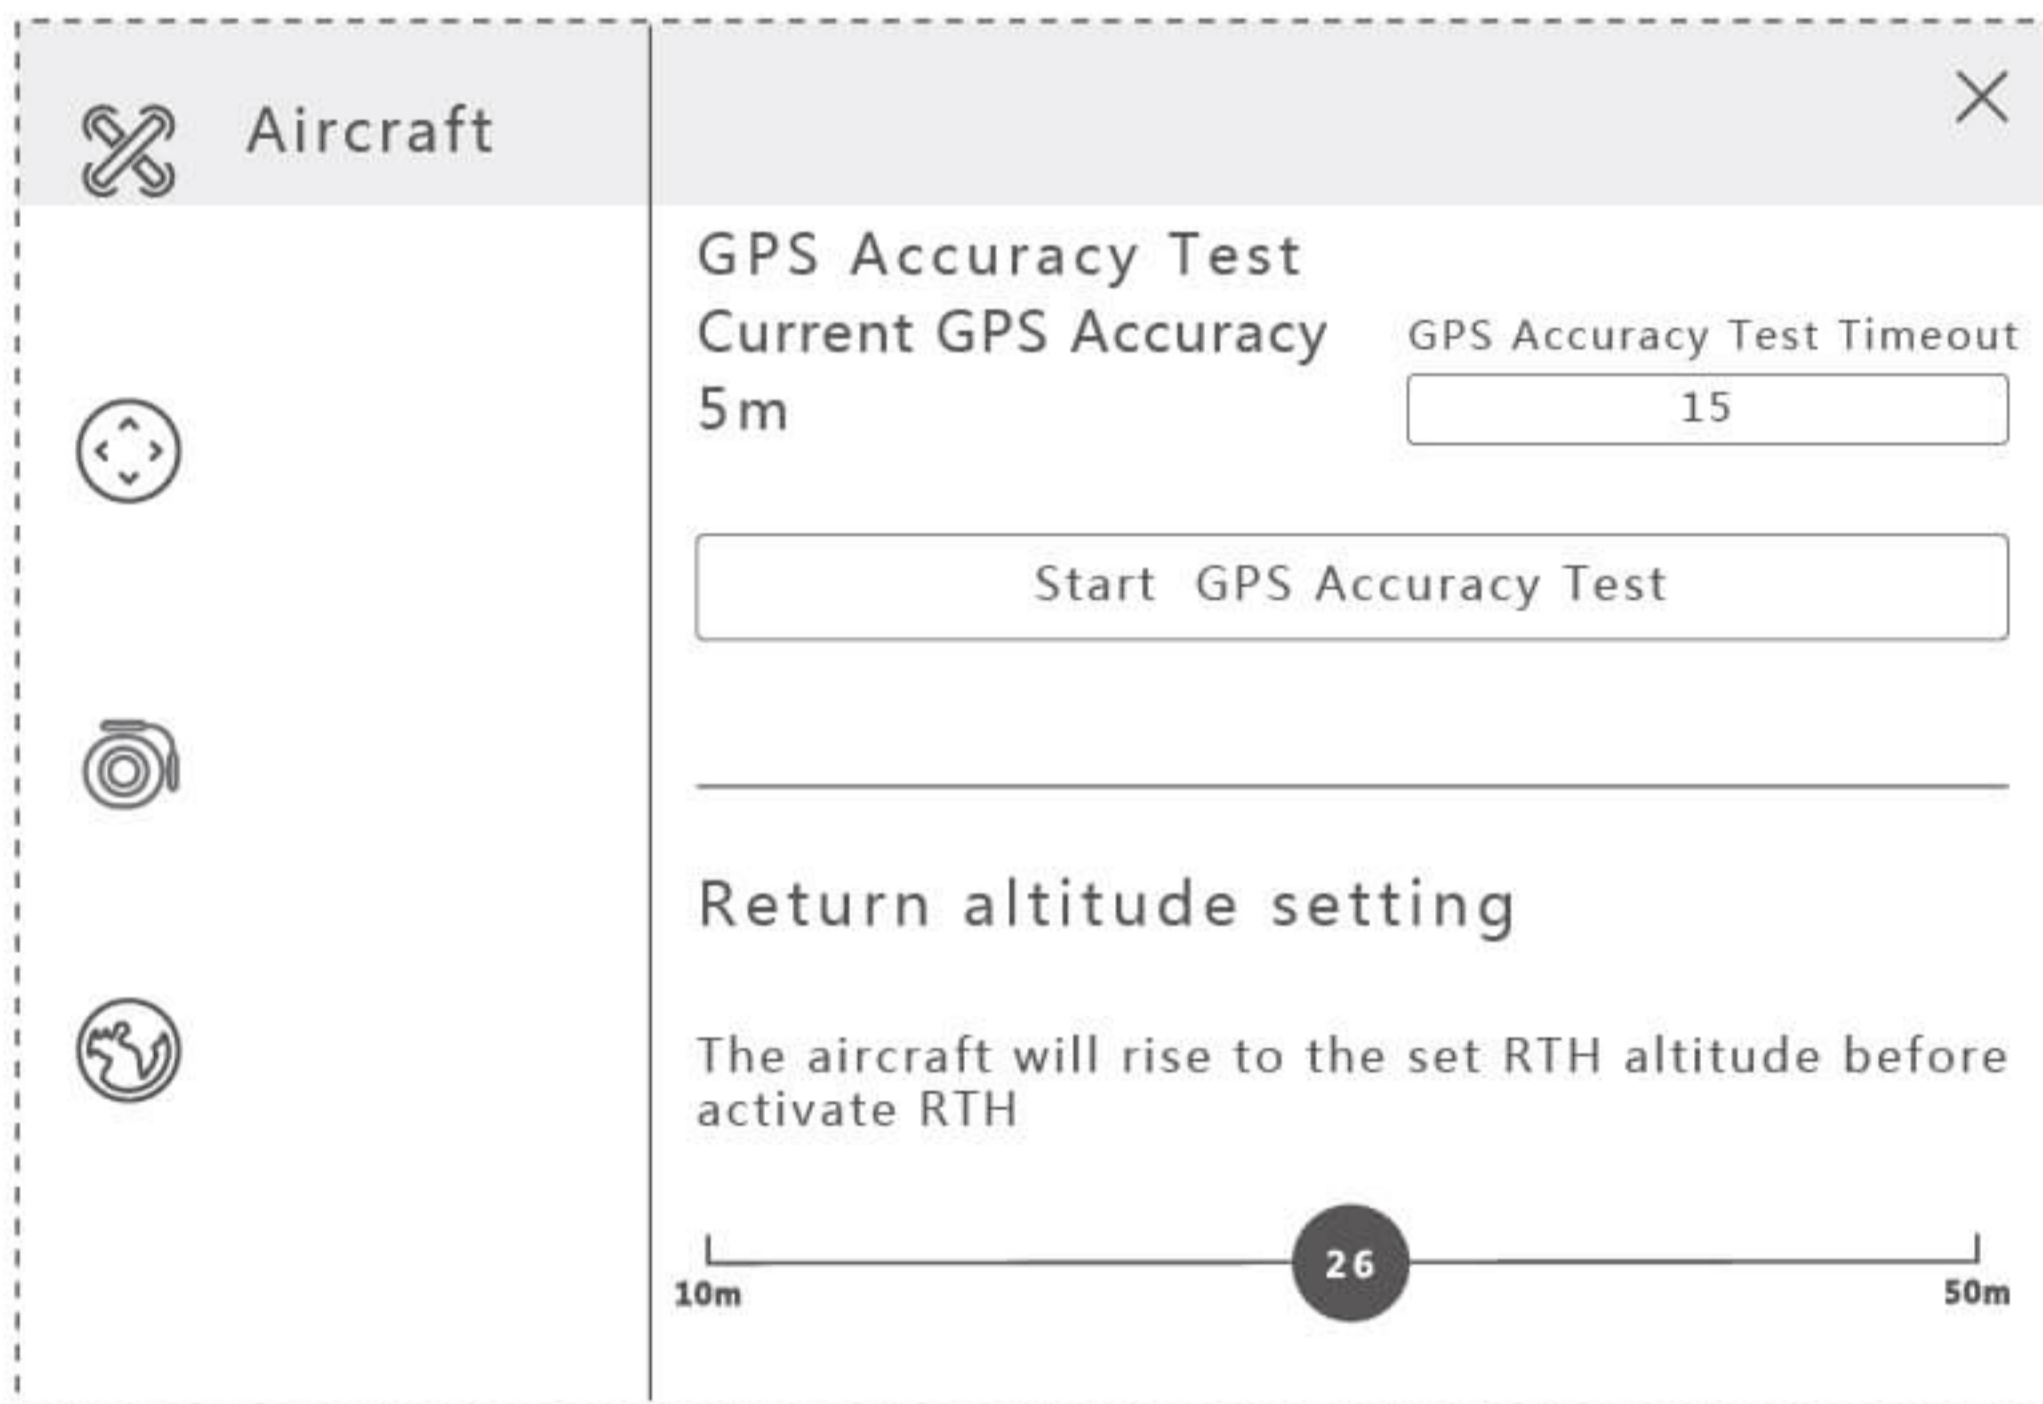 Aircraft
GPS Accuracy Test
Current GPS Accuracy
5m
GPS Accuracy Test Timeout
15
Start GPS Accuracy Test
Return altitude setting
The aircraft will rise to the set RTH altitude before
activate RTH
26
10m
50m